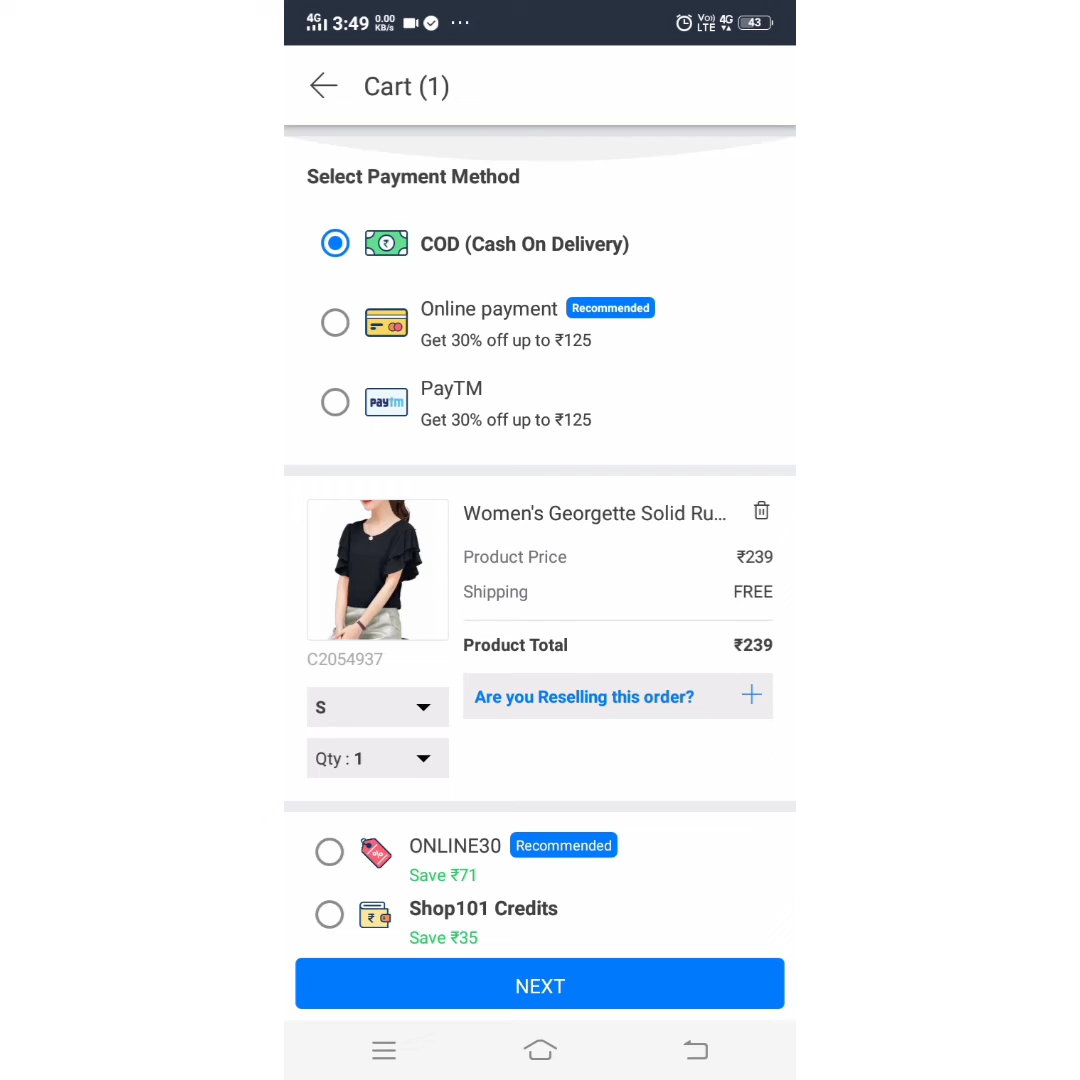 4G 3:49 0.00 KB/s ... VoI) LTE 4G 43
Cart (1)
Select Payment Method
COD (Cash On Delivery)
Online payment Recommended
Get 30% off up to ₹125
Paytm PayTM
Get 30% off up to ₹125
Women's Georgette Solid Ru...
Product Price ₹239
Shipping FREE
Product Total ₹239
C2054937
Are you Reselling this order? +
S
Qty : 1
ONLINE30 Recommended
Save ₹71
Shop101 Credits
Save ₹35
NEXT